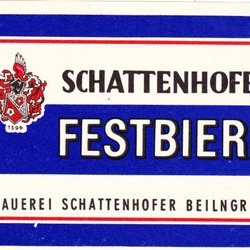 SCHATTENHOFE
1596
FESTBIER
AUEREI SCHATTENHOFER BEILNGR